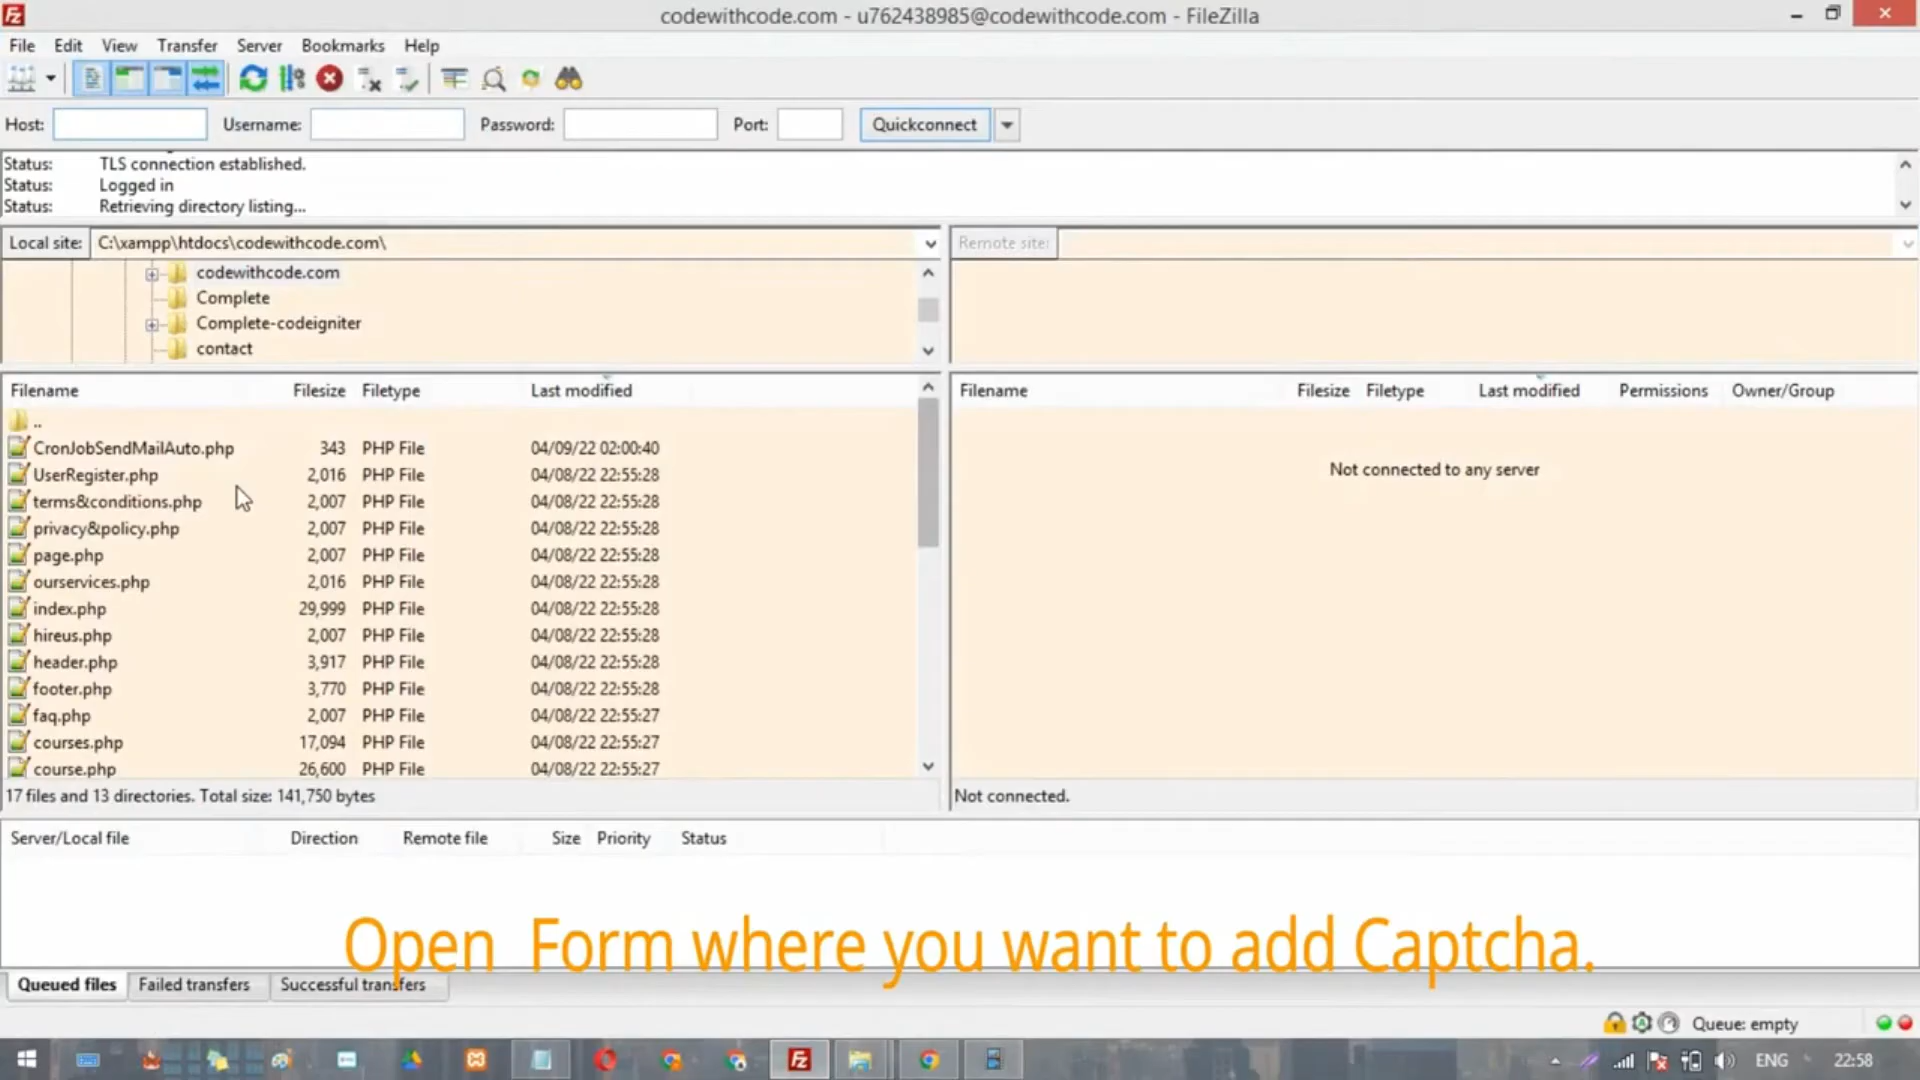 codewithcode.com - u762438985@codewithcode.com - FileZilla
File Edit View Transfer Server Bookmarks Help
Host: Username: Password: Port: Quickconnect
Status: TLS connection established.
Status: Logged in
Status: Retrieving directory listing...
Local site: C:\xampp\htdocs\codewithcode.com\
Remote site:
codewithcode.com
Complete
Complete-codeigniter
contact
Filename Filesize Filetype Last modified
..
CronJobSendMailAuto.php 343 PHP File 04/09/22 02:00:40
UserRegister.php 2,016 PHP File 04/08/22 22:55:28
terms&conditions.php 2,007 PHP File 04/08/22 22:55:28
privacy&policy.php 2,007 PHP File 04/08/22 22:55:28
page.php 2,007 PHP File 04/08/22 22:55:28
ourservices.php 2,016 PHP File 04/08/22 22:55:28
index.php 29,999 PHP File 04/08/22 22:55:28
hireus.php 2,007 PHP File 04/08/22 22:55:28
header.php 3,917 PHP File 04/08/22 22:55:28
footer.php 3,770 PHP File 04/08/22 22:55:28
faq.php 2,007 PHP File 04/08/22 22:55:27
courses.php 17,094 PHP File 04/08/22 22:55:27
course.php 26,600 PHP File 04/08/22 22:55:27
17 files and 13 directories. Total size: 141,750 bytes
Filename Filesize Filetype Last modified Permissions Owner/Group
Not connected to any server
Not connected.
Server/Local file Direction Remote file Size Priority Status
Open Form where you want to add Captcha.
Queued files Failed transfers Successful transfers
Queue: empty
ENG 22:58